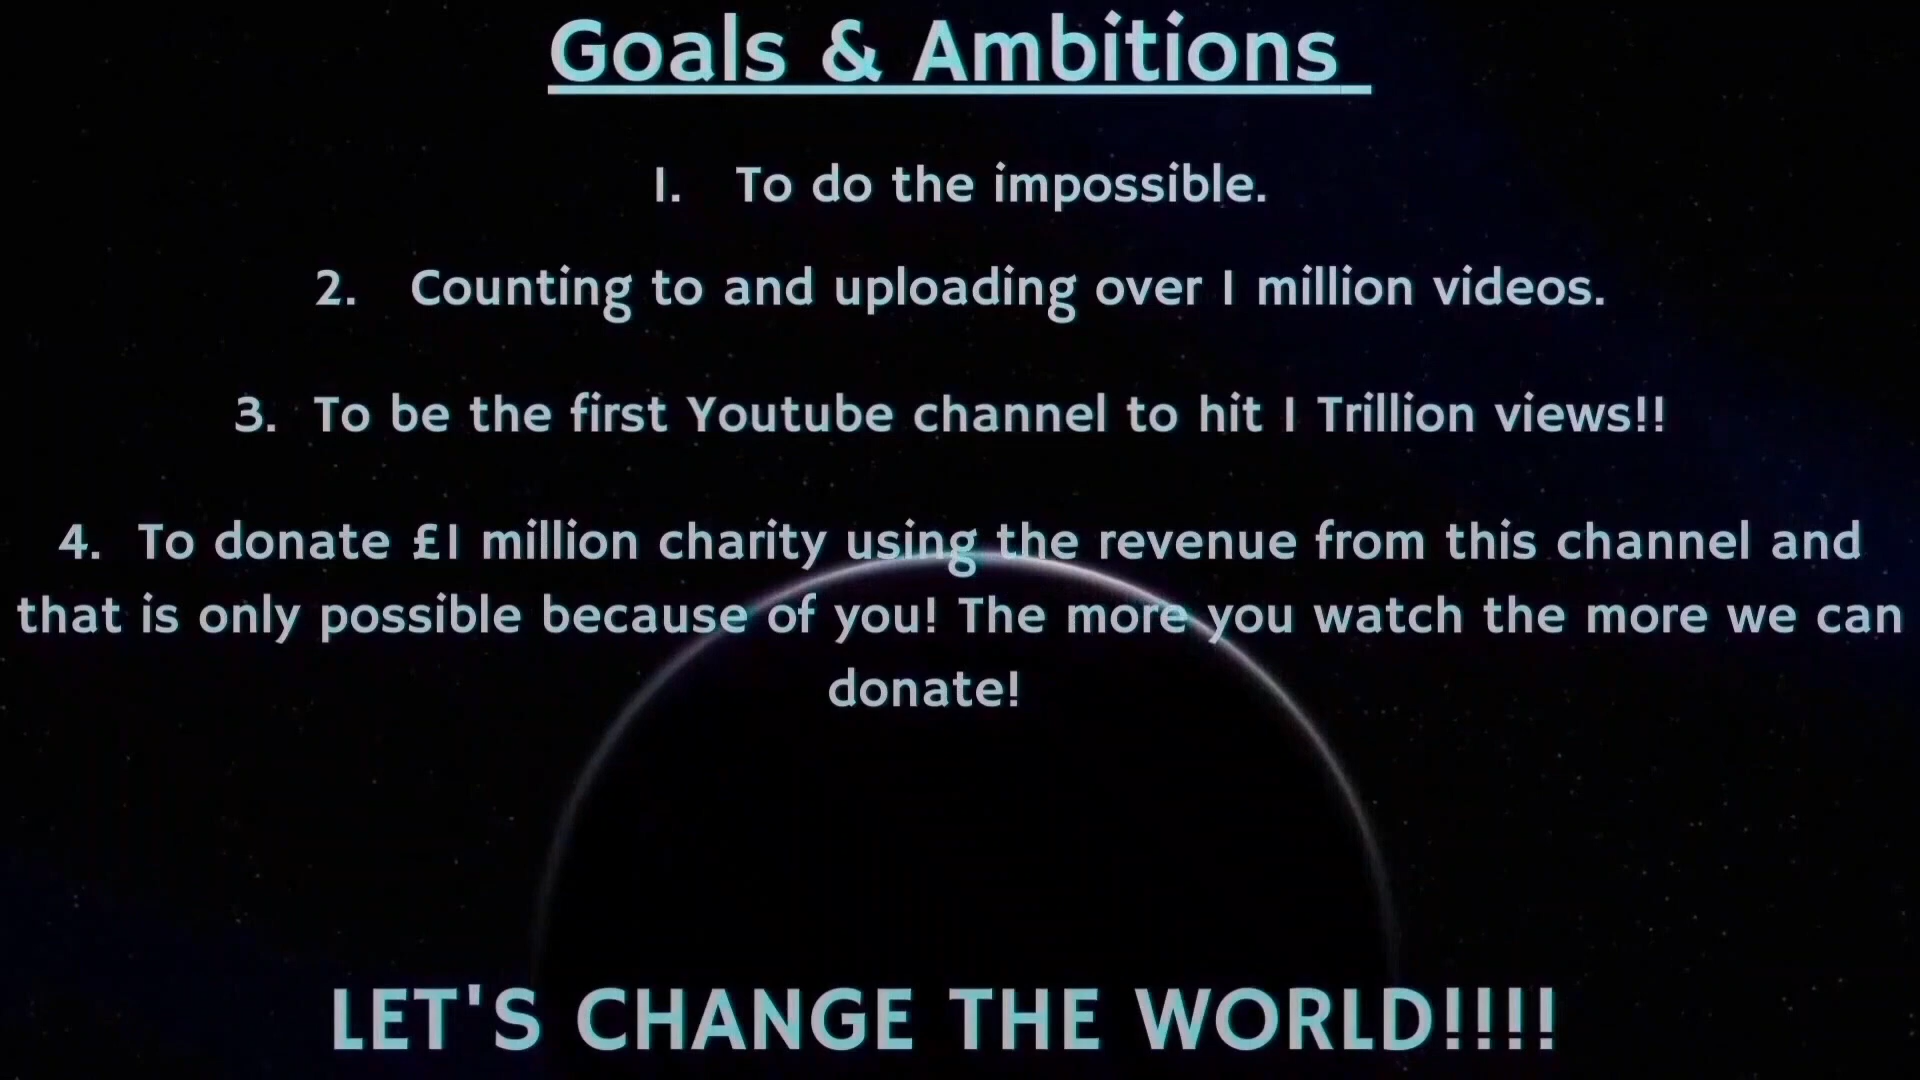 Goals & Ambitions
1. To do the impossible.
2. Counting to and uploading over 1 million videos.
3. To be the first Youtube channel to hit 1 Trillion views!!
4. To donate £1 million charity using the revenue from this channel and
that is only possible because of you! The more you watch the more we can
donate!
LET'S CHANGE THE WORLD!!!!